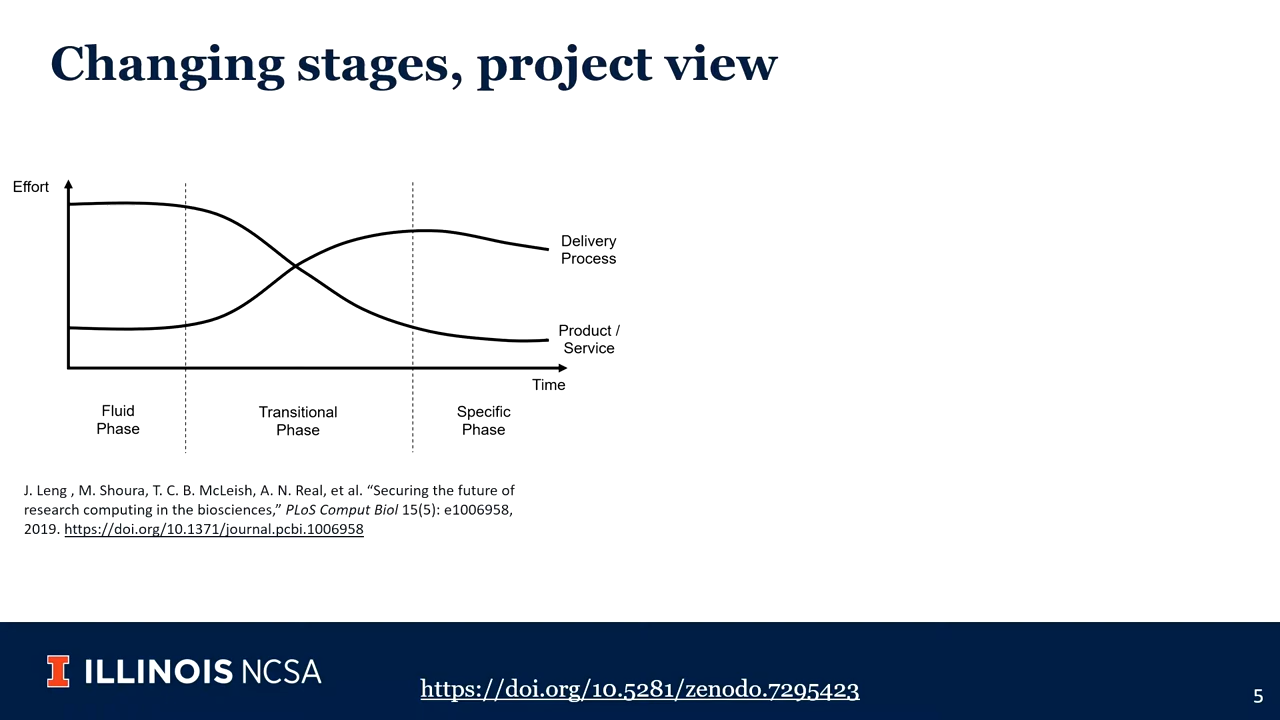 Changing stages, project view
Effort
Delivery
Process
Product /
Service
Time
Fluid
Phase
Transitional
Phase
Specific
Phase
J. Leng , M. Shoura, T. C. B. McLeish, A. N. Real, et al. “Securing the future of
research computing in the biosciences,” PLoS Comput Biol 15(5): e1006958,
2019. https://doi.org/10.1371/journal.pcbi.1006958
I ILLINOIS NCSA
https://doi.org/10.5281/zenodo.7295423
5